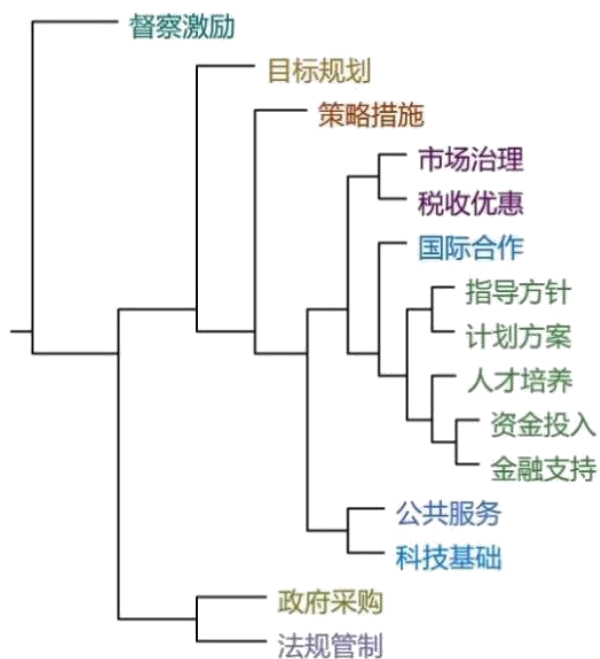 督察激励
目标规划
策略措施
市场治理
税收优惠
国际合作
指导方针
计划方案
人才培养
资金投入
金融支持
公共服务
科技基础
政府采购
法规管制